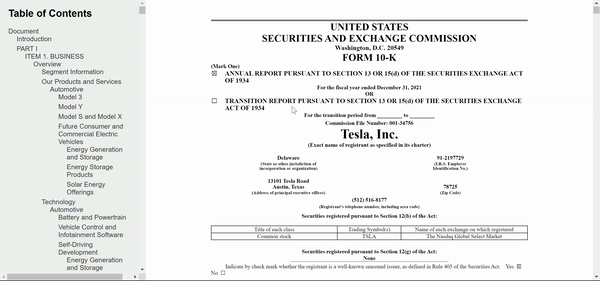 Table of Contents
Document
Introduction
PART I
ITEM 1. BUSINESS
Overview
Segment Information
Our Products and Services
Automotive
Model 3
Model Y
Model S and Model X
Future Consumer and
Commercial Electric
Vehicles
Energy Generation
and Storage
Energy Storage
Products
Solar Energy
Offerings
Technology
Automotive
Battery and Powertrain
Vehicle Control and
Infotainment Software
Self-Driving
Development
Energy Generation
and Storage
UNITED STATES
SECURITIES AND EXCHANGE COMMISSION
Washington, D.C. 20549
FORM 10-K
(Mark One)
☒ ANNUAL REPORT PURSUANT TO SECTION 13 OR 15(d) OF THE SECURITIES EXCHANGE ACT
OF 1934
For the fiscal year ended December 31, 2021
OR
☐ TRANSITION REPORT PURSUANT TO SECTION 13 OR 15(d) OF THE SECURITIES EXCHANGE
ACT OF 1934
For the transition period from ________ to ________
Commission File Number: 001-34756
Tesla, Inc.
(Exact name of registrant as specified in its charter)
Delaware 91-2197729
(State or other jurisdiction of (I.R.S. Employer
incorporation or organization) Identification No.)
13101 Tesla Road
Austin, Texas 78725
(Address of principal executive offices) (Zip Code)
(512) 516-8177
(Registrant's telephone number, including area code)
Securities registered pursuant to Section 12(b) of the Act:
Title of each class Trading Symbol(s) Name of each exchange on which registered
Common stock TSLA The Nasdaq Global Select Market
Securities registered pursuant to Section 12(g) of the Act:
None
Indicate by check mark whether the registrant is a well-known seasoned issuer, as defined in Rule 405 of the Securities Act. Yes ☒
No ☐